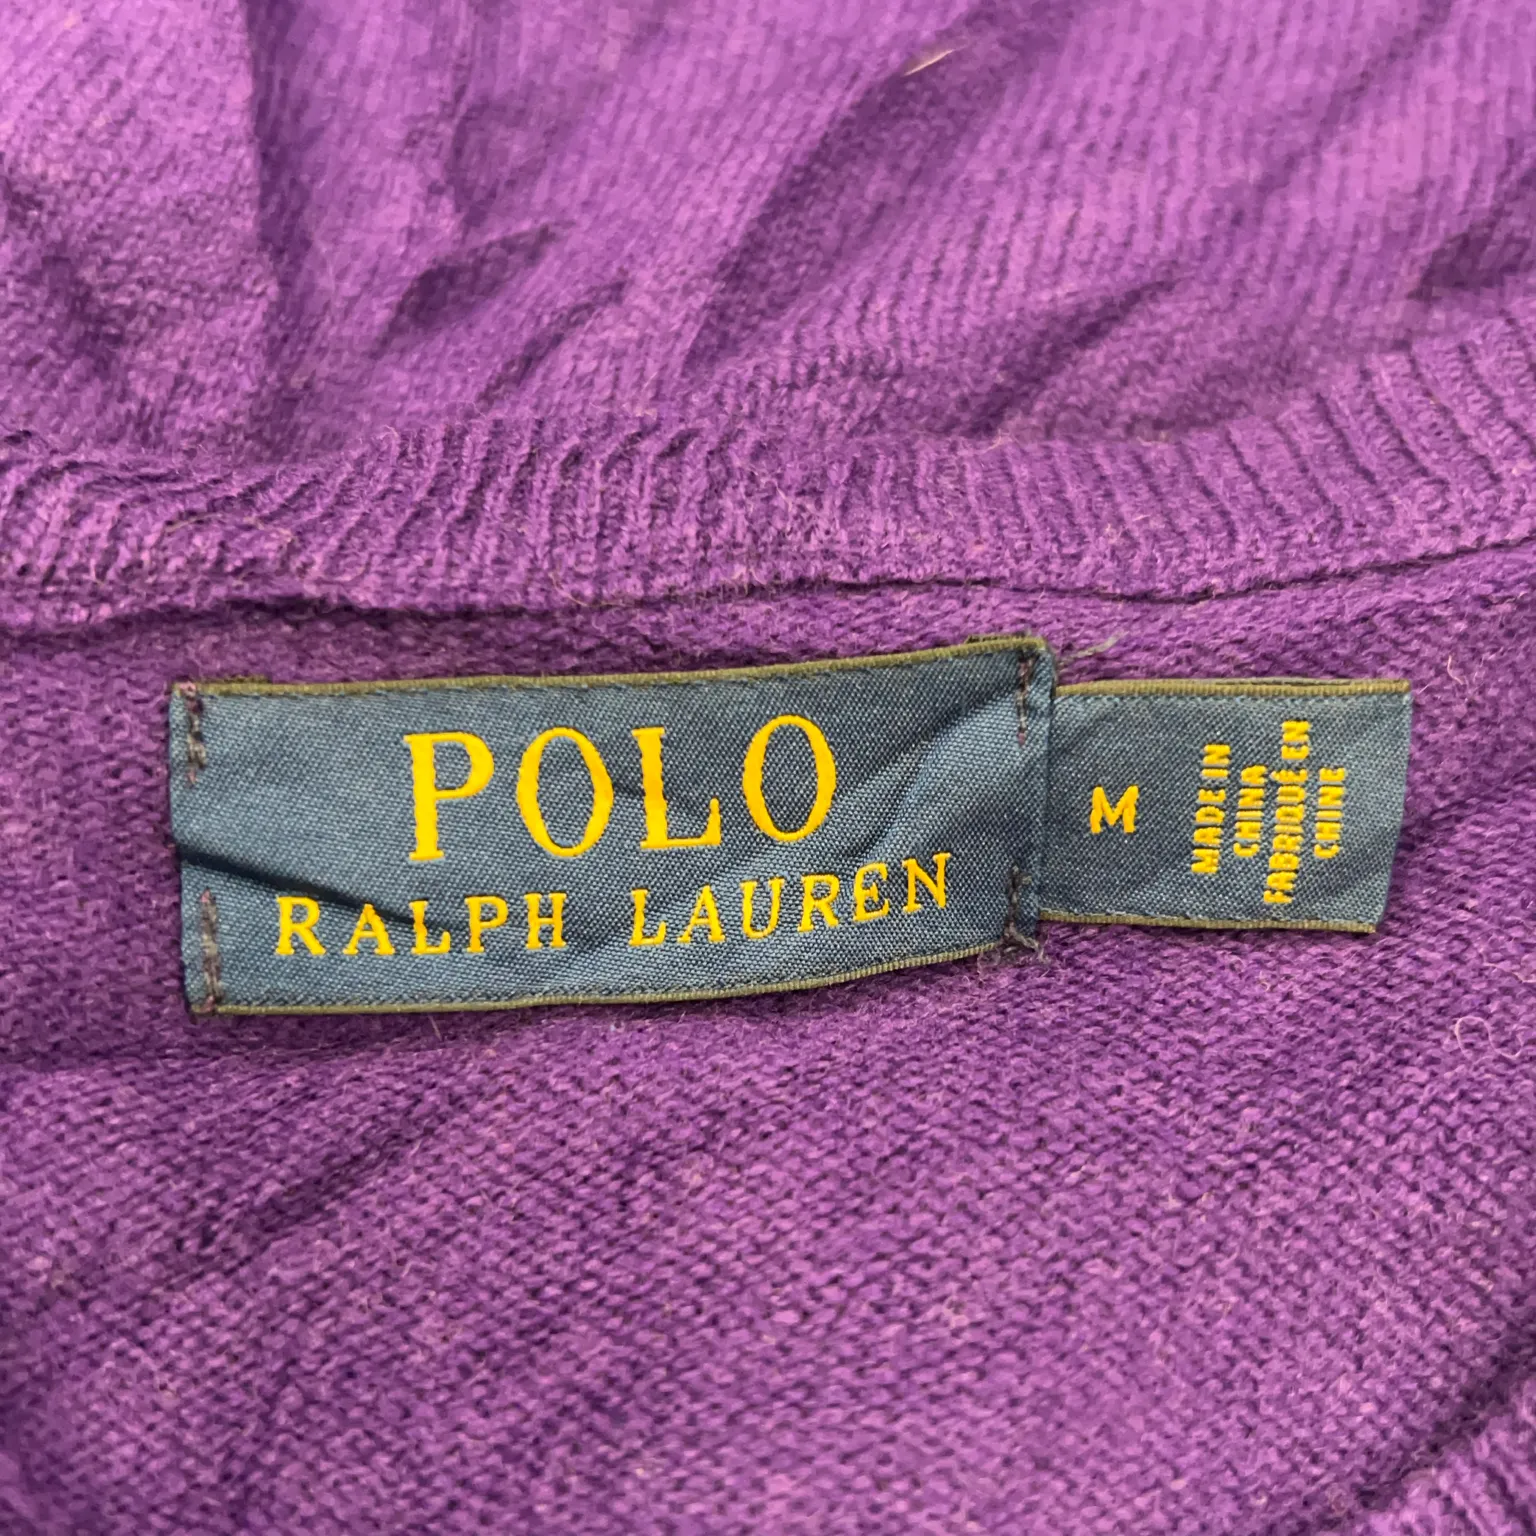 POLO
RALPH LAUREN
M
MADE IN
CHINA
FABRIQUÉ EN
CHINE